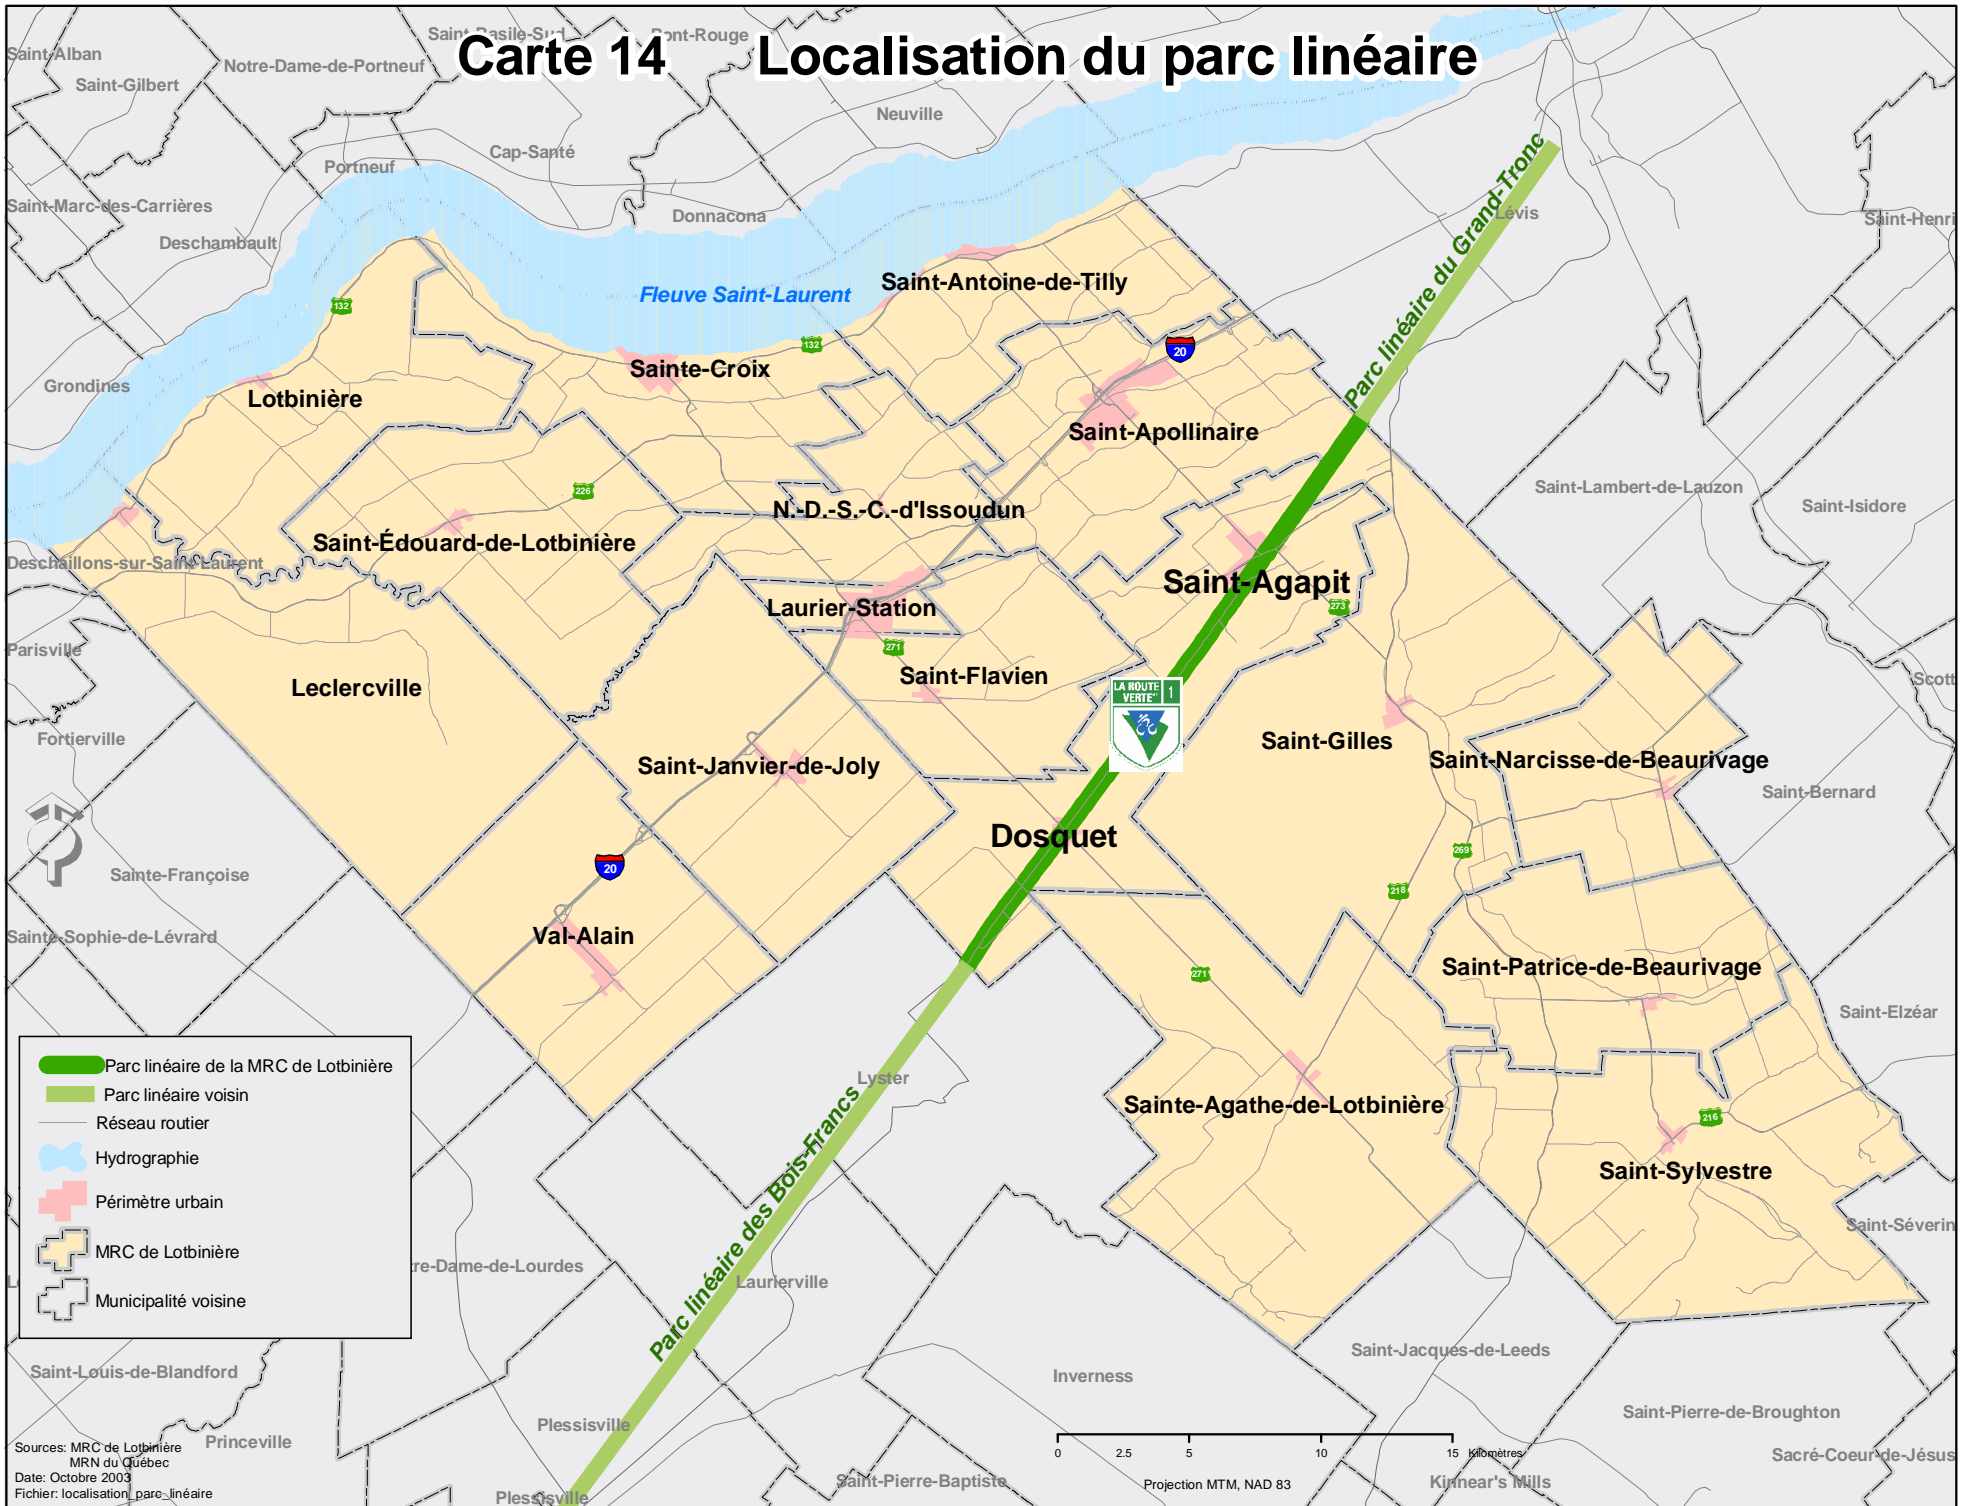 Carte 14 Localisation du parc linéaire
Saint-Alban
Saint-Basile-Sud
Pont-Rouge
Saint-Gilbert
Notre-Dame-de-Portneuf
Neuville
Cap-Santé
Portneuf
Saint-Marc-des-Carrières
Donnacona
Deschambault
Lévis
Saint-Henri
Parc linéaire du Grand-Tronc
Fleuve Saint-Laurent
Saint-Antoine-de-Tilly
132
132
20
Grondines
Lotbinière
Sainte-Croix
Saint-Apollinaire
226
N.-D.-S.-C.-d'Issoudun
Saint-Édouard-de-Lotbinière
Saint-Lambert-de-Lauzon
Saint-Isidore
Deschaillons-sur-Saint-Laurent
Saint-Agapit
Laurier-Station
273
271
Parisville
Leclercville
Saint-Flavien
Scott
LA ROUTE VERTE 1
Fortierville
Saint-Janvier-de-Joly
Saint-Gilles
Saint-Narcisse-de-Beaurivage
Saint-Bernard
Dosquet
269
20
218
Sainte-Françoise
Val-Alain
Sainte-Sophie-de-Lévrard
271
Saint-Patrice-de-Beaurivage
Saint-Elzéar
Lyster
Sainte-Agathe-de-Lotbinière
216
Saint-Sylvestre
Saint-Séverin
Parc linéaire des Bois-Francs
Parc linéaire de la MRC de Lotbinière
Parc linéaire voisin
Réseau routier
Hydrographie
Périmètre urbain
MRC de Lotbinière
Municipalité voisine
tre-Dame-de-Lourdes
Laurierville
Saint-Louis-de-Blandford
Inverness
Saint-Jacques-de-Leeds
Plessisville
Princeville
Saint-Pierre-de-Broughton
Sacré-Coeur-de-Jésus
Saint-Pierre-Baptiste
Kinnear's Mills
Plessisville
0 2.5 5 10 15 Kilomètres
Projection MTM, NAD 83
Sources: MRC de Lotbinière
MRN du Québec
Date: Octobre 2003
Fichier: localisation_parc_linéaire